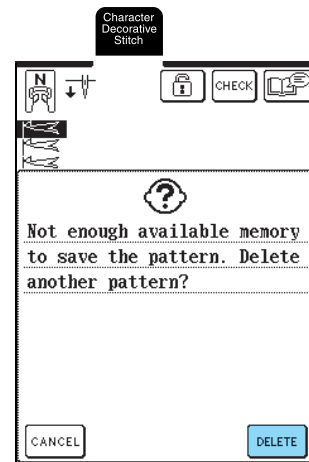 Character
Decorative
Stitch
N
CHECK
Not enough available memory
to save the pattern. Delete
another pattern?
CANCEL
DELETE